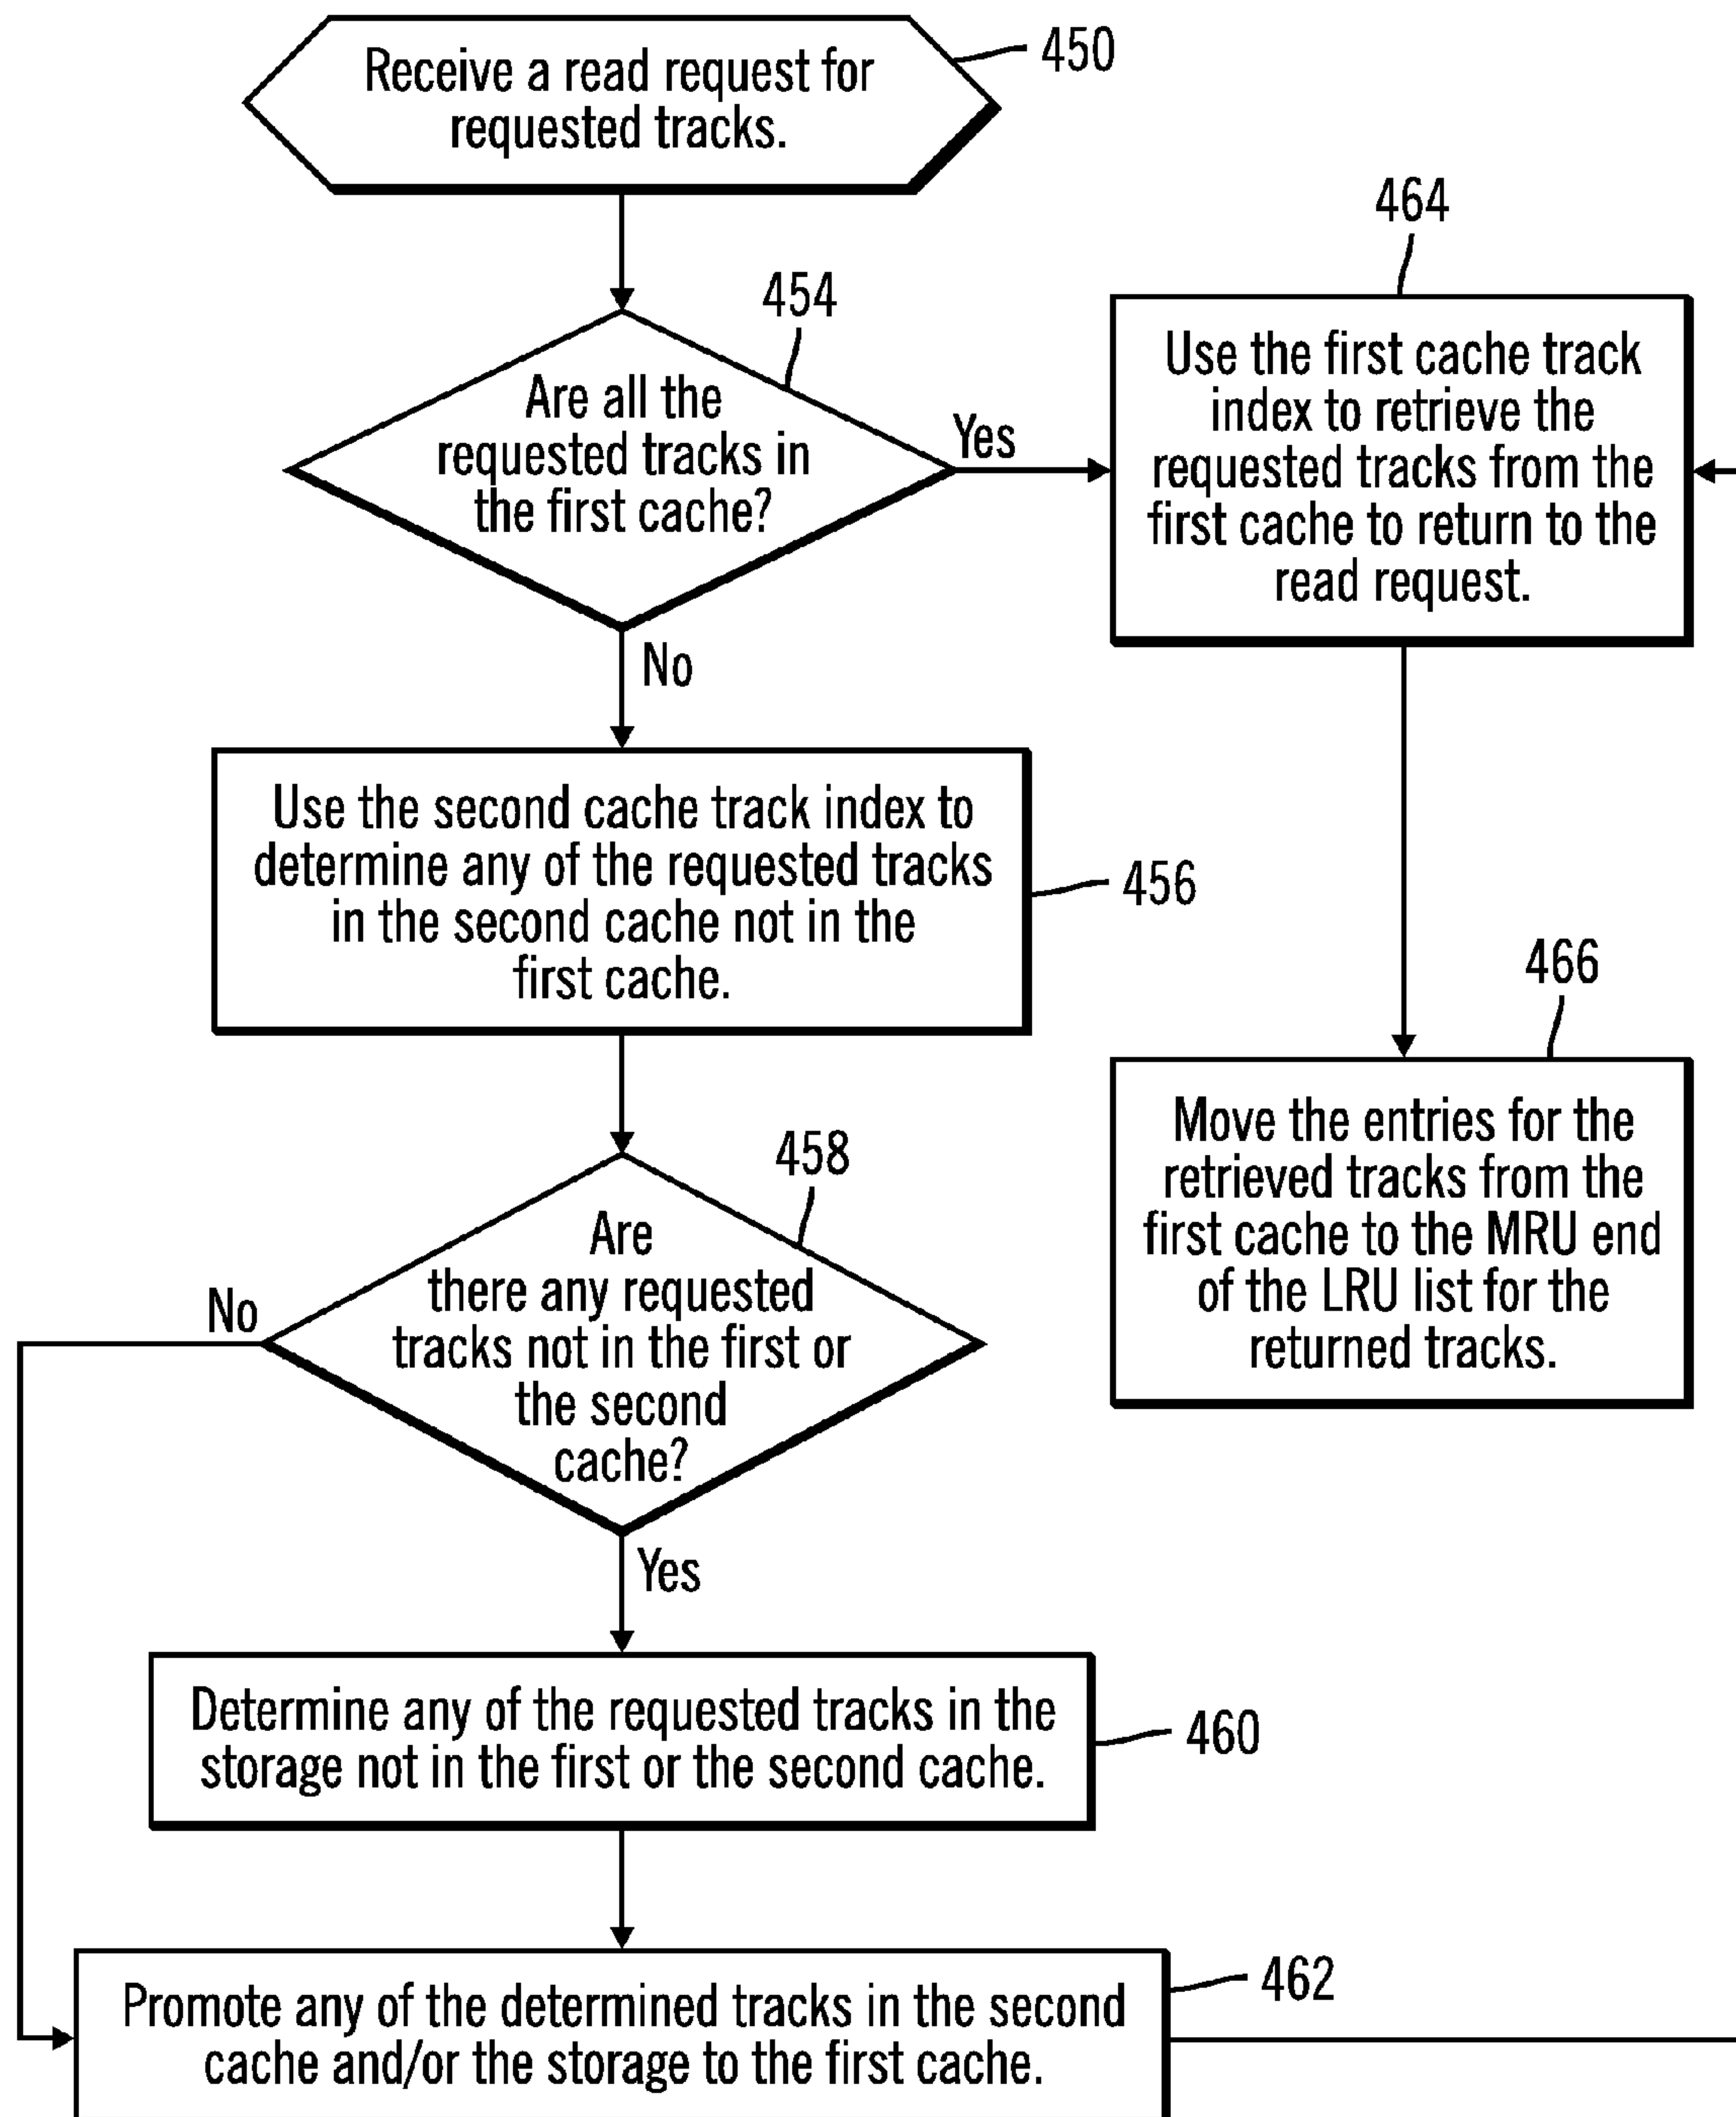 Receive a read request for
requested tracks.
450
454
Are all the
requested tracks in
the first cache?
Yes
No
464
Use the first cache track
index to retrieve the
requested tracks from the
first cache to return to the
read request.
Use the second cache track index to
determine any of the requested tracks
in the second cache not in the
first cache.
456
466
Move the entries for the
retrieved tracks from the
first cache to the MRU end
of the LRU list for the
returned tracks.
458
Are
there any requested
tracks not in the first or
the second
cache?
No
Yes
Determine any of the requested tracks in the
storage not in the first or the second cache.
460
Promote any of the determined tracks in the second
cache and/or the storage to the first cache.
462